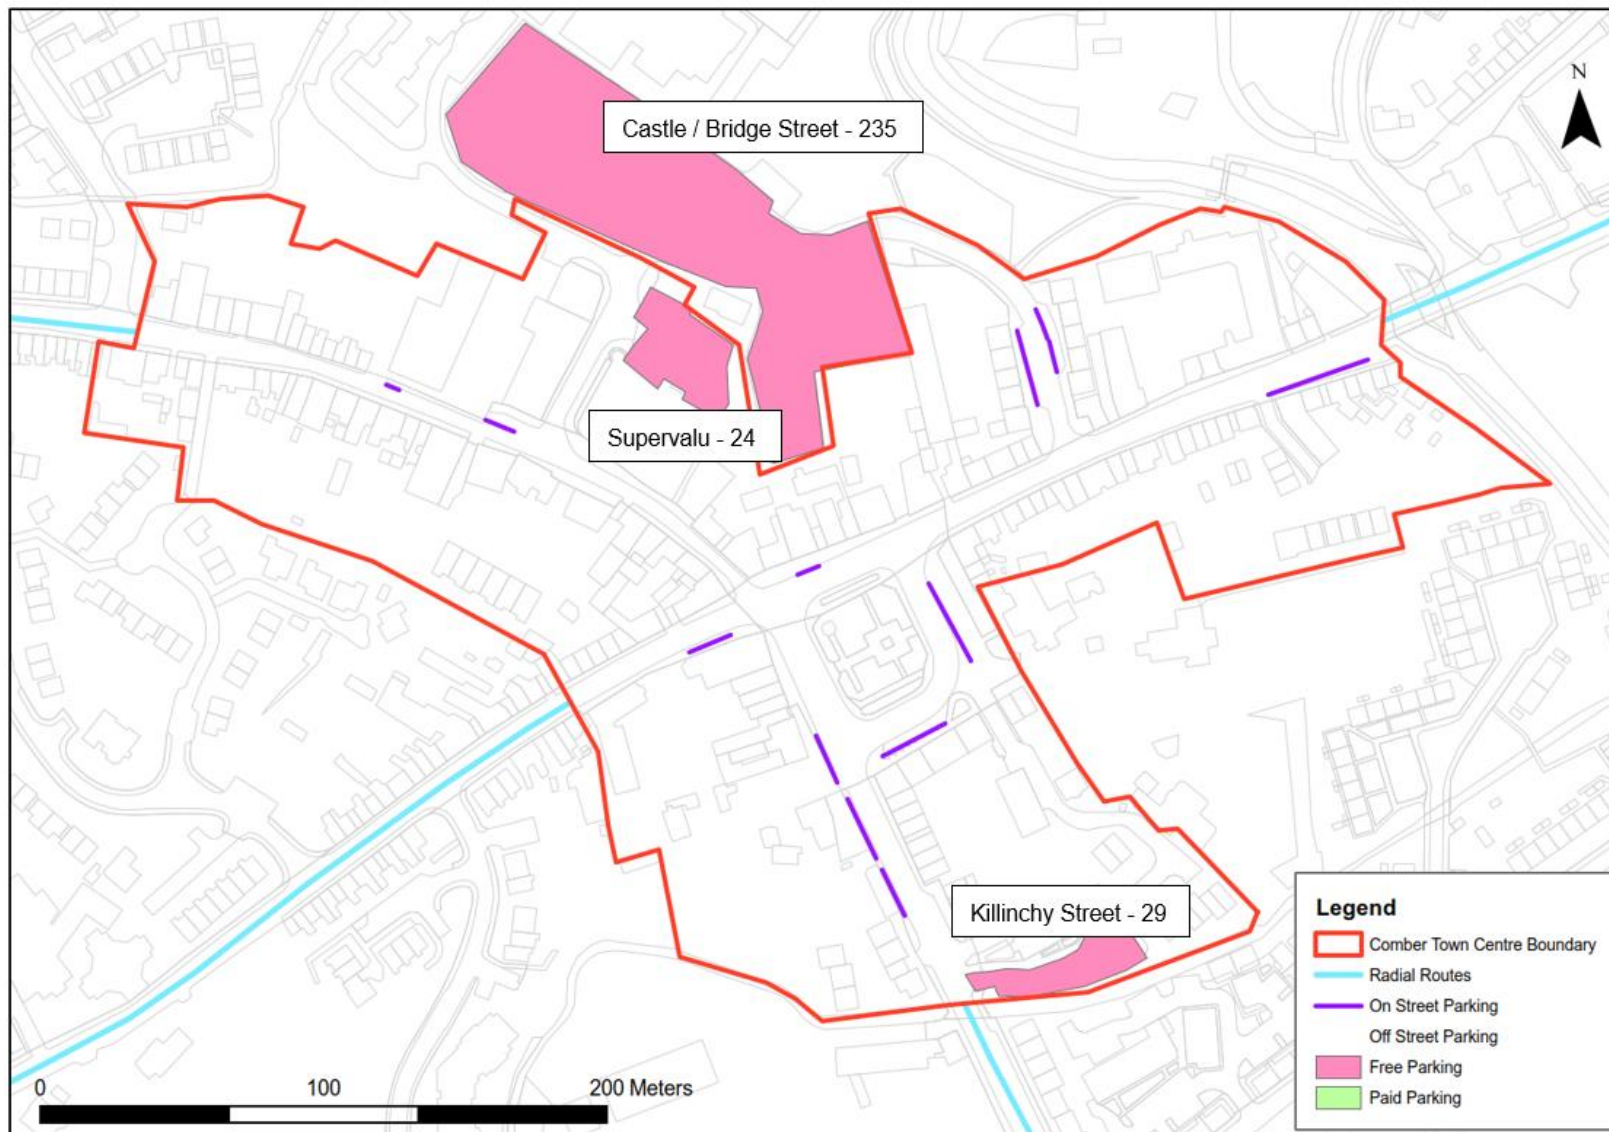 Castle / Bridge Street - 235
N
Supervalu - 24
Killinchy Street - 29
Legend
Comber Town Centre Boundary
Radial Routes
On Street Parking
Off Street Parking
Free Parking
Paid Parking
0 100 200 Meters